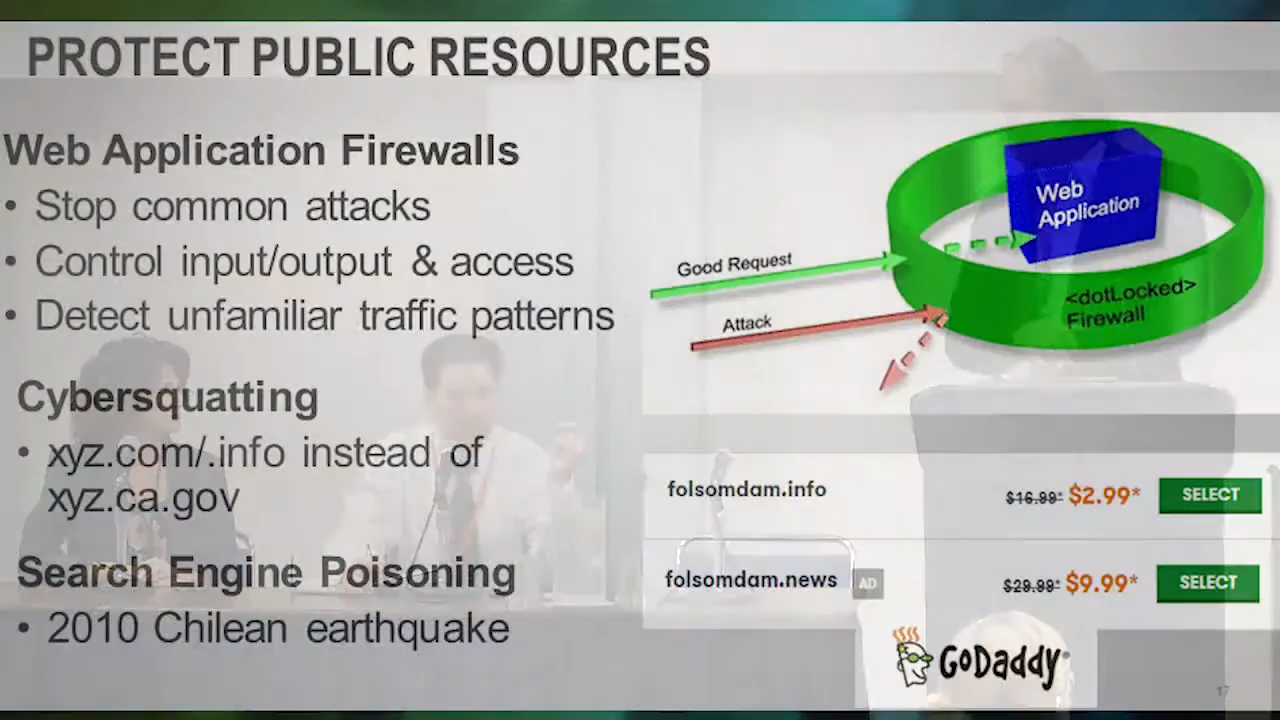 PROTECT PUBLIC RESOURCES
Web Application Firewalls
• Stop common attacks
• Control input/output & access
• Detect unfamiliar traffic patterns
Cybersquatting
• xyz.com/.info instead of
xyz.ca.gov
Search Engine Poisoning
• 2010 Chilean earthquake
Web
Application
Good Request
Attack
<dotLocked>
Firewall
folsomdam.info
$16.99* $2.99* SELECT
folsomdam.news AD
$29.99* $9.99* SELECT
GoDaddy
17